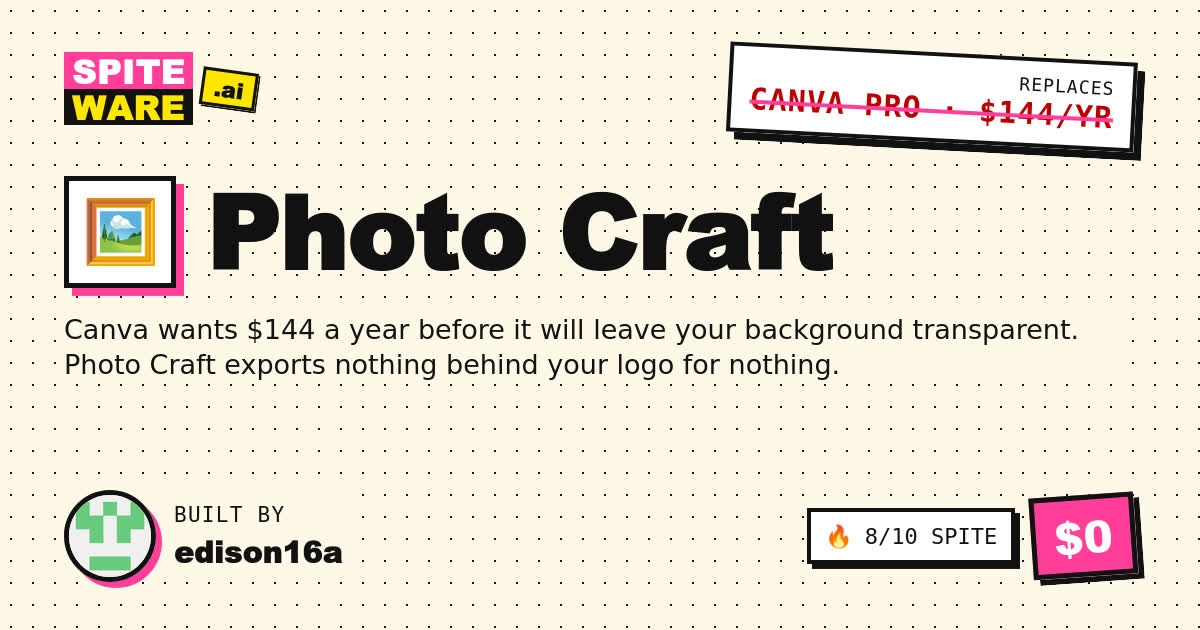 SPITE
WARE
.ai
REPLACES
CANVA PRO · $144/YR
Photo Craft
Canva wants $144 a year before it will leave your background transparent.
Photo Craft exports nothing behind your logo for nothing.
BUILT BY
edison16a
8/10 SPITE
$0